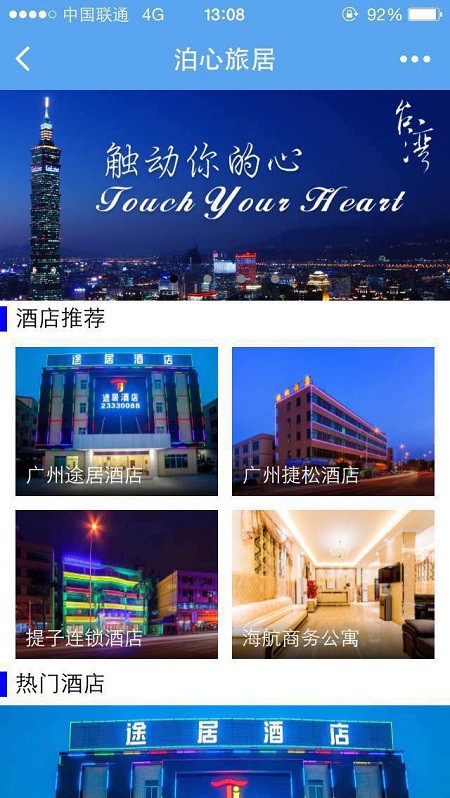 中国联通 4G 13:08 92%
泊心旅居
台湾
触动你的心
Touch Your Heart
酒店推荐
途居酒店
途居酒店
23330088
广州途居酒店
广州捷松酒店
提子连锁酒店
海航商务公寓
热门酒店
途居酒店